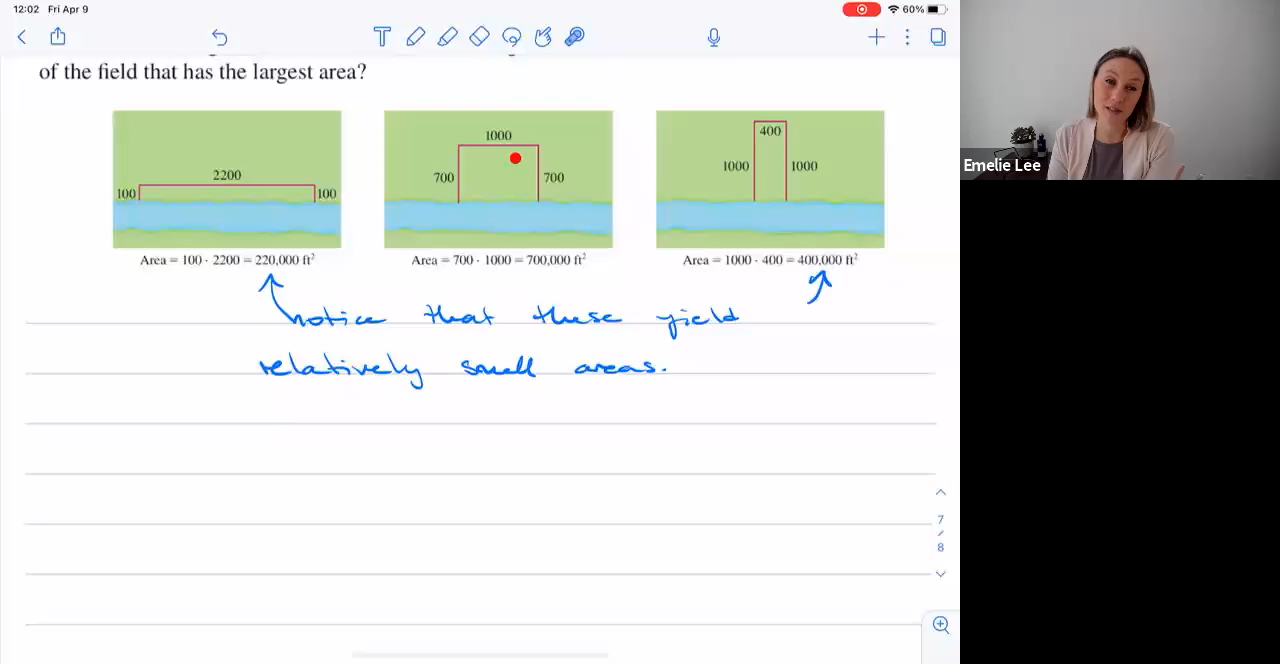 12:02 Fri Apr 9
60%
of the field that has the largest area?
2200
100
100
1000
700
700
400
1000
1000
Area = 100 · 2200 = 220,000 ft²
Area = 700 · 1000 = 700,000 ft²
Area = 1000 · 400 = 400,000 ft²
notice that these yield
relatively small areas.
7
/
8
Emelie Lee